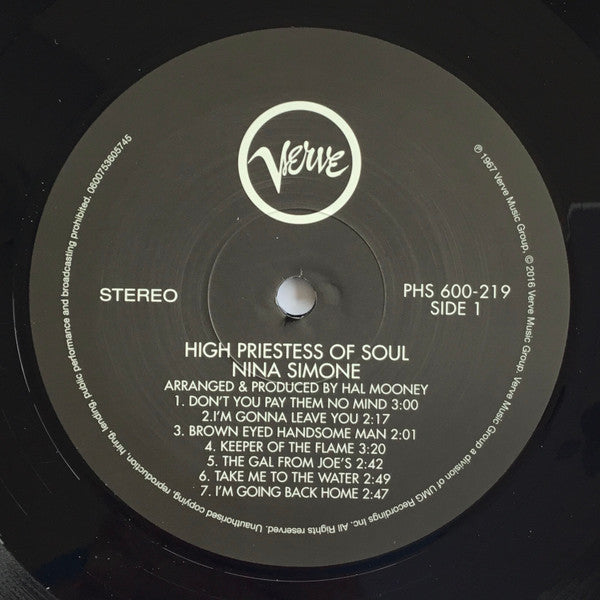 Verve
STEREO
PHS 600-219
SIDE 1
HIGH PRIESTESS OF SOUL
NINA SIMONE
ARRANGED & PRODUCED BY HAL MOONEY
1. DON'T YOU PAY THEM NO MIND 3:00
2.I'M GONNA LEAVE YOU 2:17
3. BROWN EYED HANDSOME MAN 2:01
4. KEEPER OF THE FLAME 3:20
5. THE GAL FROM JOE'S 2:42
6. TAKE ME TO THE WATER 2:49
7. I'M GOING BACK HOME 2:47
℗ 1967 Verve Music Group, © 2016 Verve Music Group. Verve Music Group a division of UMG Recordings Inc. All Rights reserved. Unauthorised copying, reproduction, hiring, lending, public performance and broadcasting prohibited. 0600753605745